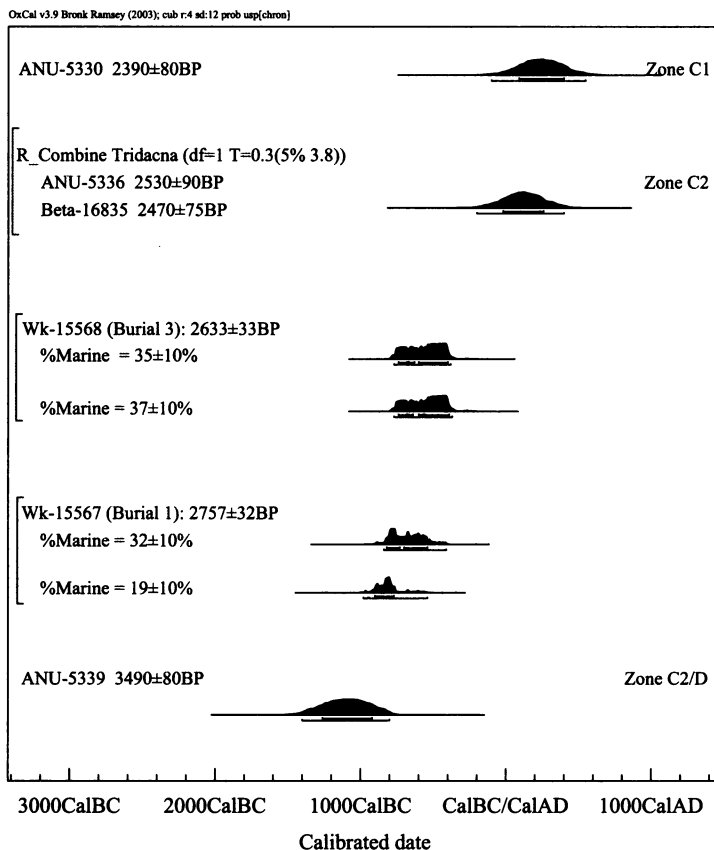 OxCal v3.9 Bronk Ramsey (2003); cub r:4 sd:12 prob usp[chron]
ANU-5330 2390±80BP Zone C1
R_Combine Tridacna (df=1 T=0.3(5% 3.8))
ANU-5336 2530±90BP Zone C2
Beta-16835 2470±75BP
Wk-15568 (Burial 3): 2633±33BP
%Marine = 35±10%
%Marine = 37±10%
Wk-15567 (Burial 1): 2757±32BP
%Marine = 32±10%
%Marine = 19±10%
ANU-5339 3490±80BP Zone C2/D
3000CalBC 2000CalBC 1000CalBC CalBC/CalAD 1000CalAD
Calibrated date